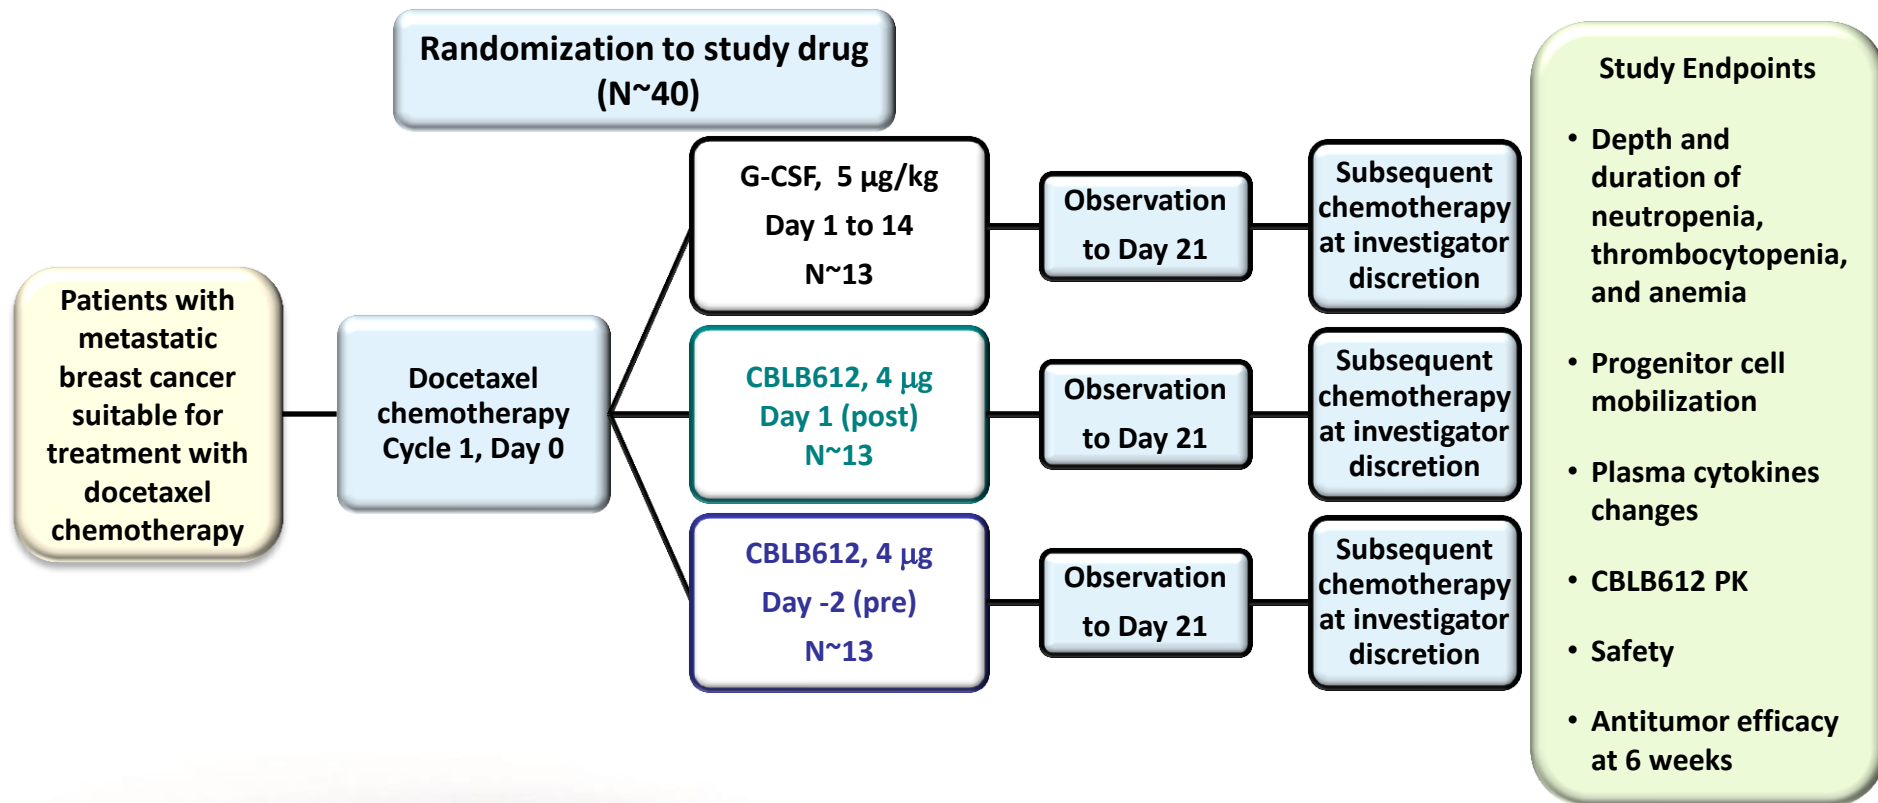 Randomization to study drug
(N~40)
Patients with
metastatic
breast cancer
suitable for
treatment with
docetaxel
chemotherapy
Docetaxel
chemotherapy
Cycle 1, Day 0
G-CSF, 5 µg/kg
Day 1 to 14
N~13
Observation
to Day 21
Subsequent
chemotherapy
at investigator
discretion
CBLB612, 4 µg
Day 1 (post)
N~13
Observation
to Day 21
Subsequent
chemotherapy
at investigator
discretion
CBLB612, 4 µg
Day -2 (pre)
N~13
Observation
to Day 21
Subsequent
chemotherapy
at investigator
discretion
Study Endpoints
• Depth and
duration of
neutropenia,
thrombocytopenia,
and anemia
• Progenitor cell
mobilization
• Plasma cytokines
changes
• CBLB612 PK
• Safety
• Antitumor efficacy
at 6 weeks